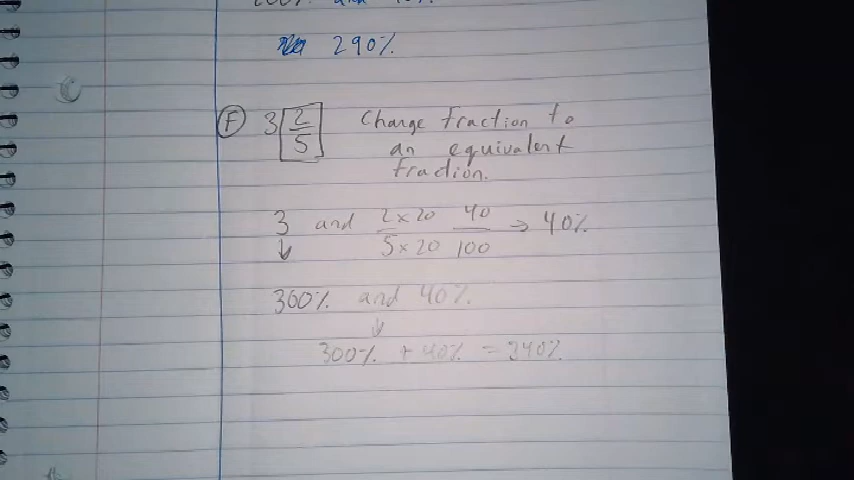 290%
F 3 2/5 Change fraction to
an equivalent
fraction.
3 and 2 x 20 / 5 x 20 40 / 100 → 40%
↓
300% and 40%.
↓
300% + 40% = 340%